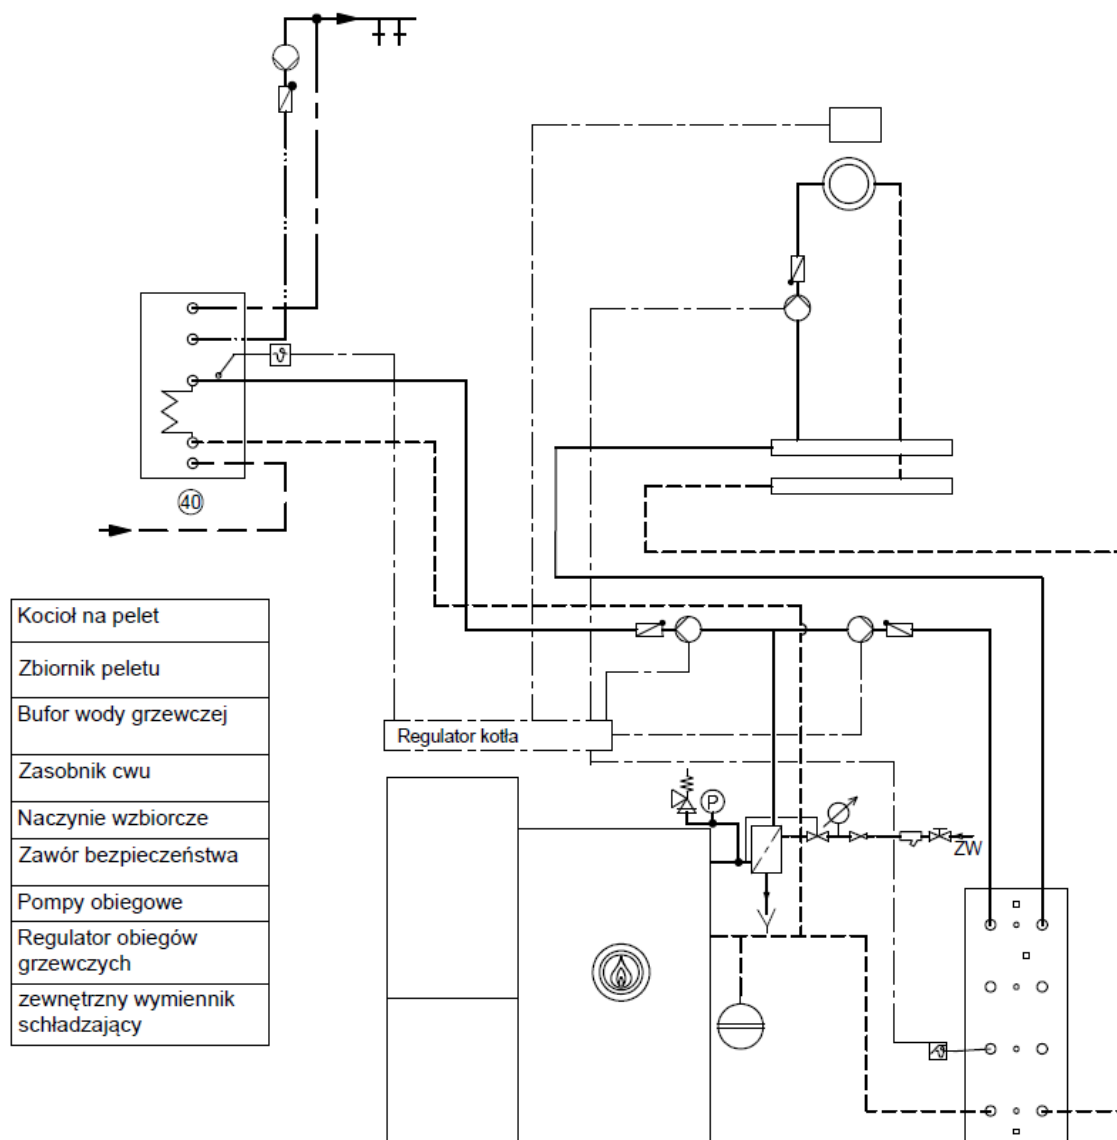 ϑ
40
Kocioł na pelet
Zbiornik peletu
Bufor wody grzewczej
Zasobnik cwu
Naczynie wzbiorcze
Zawór bezpieczeństwa
Pompy obiegowe
Regulator obiegów
grzewczych
zewnętrzny wymiennik
schładzający
Regulator kotła
P
ZW